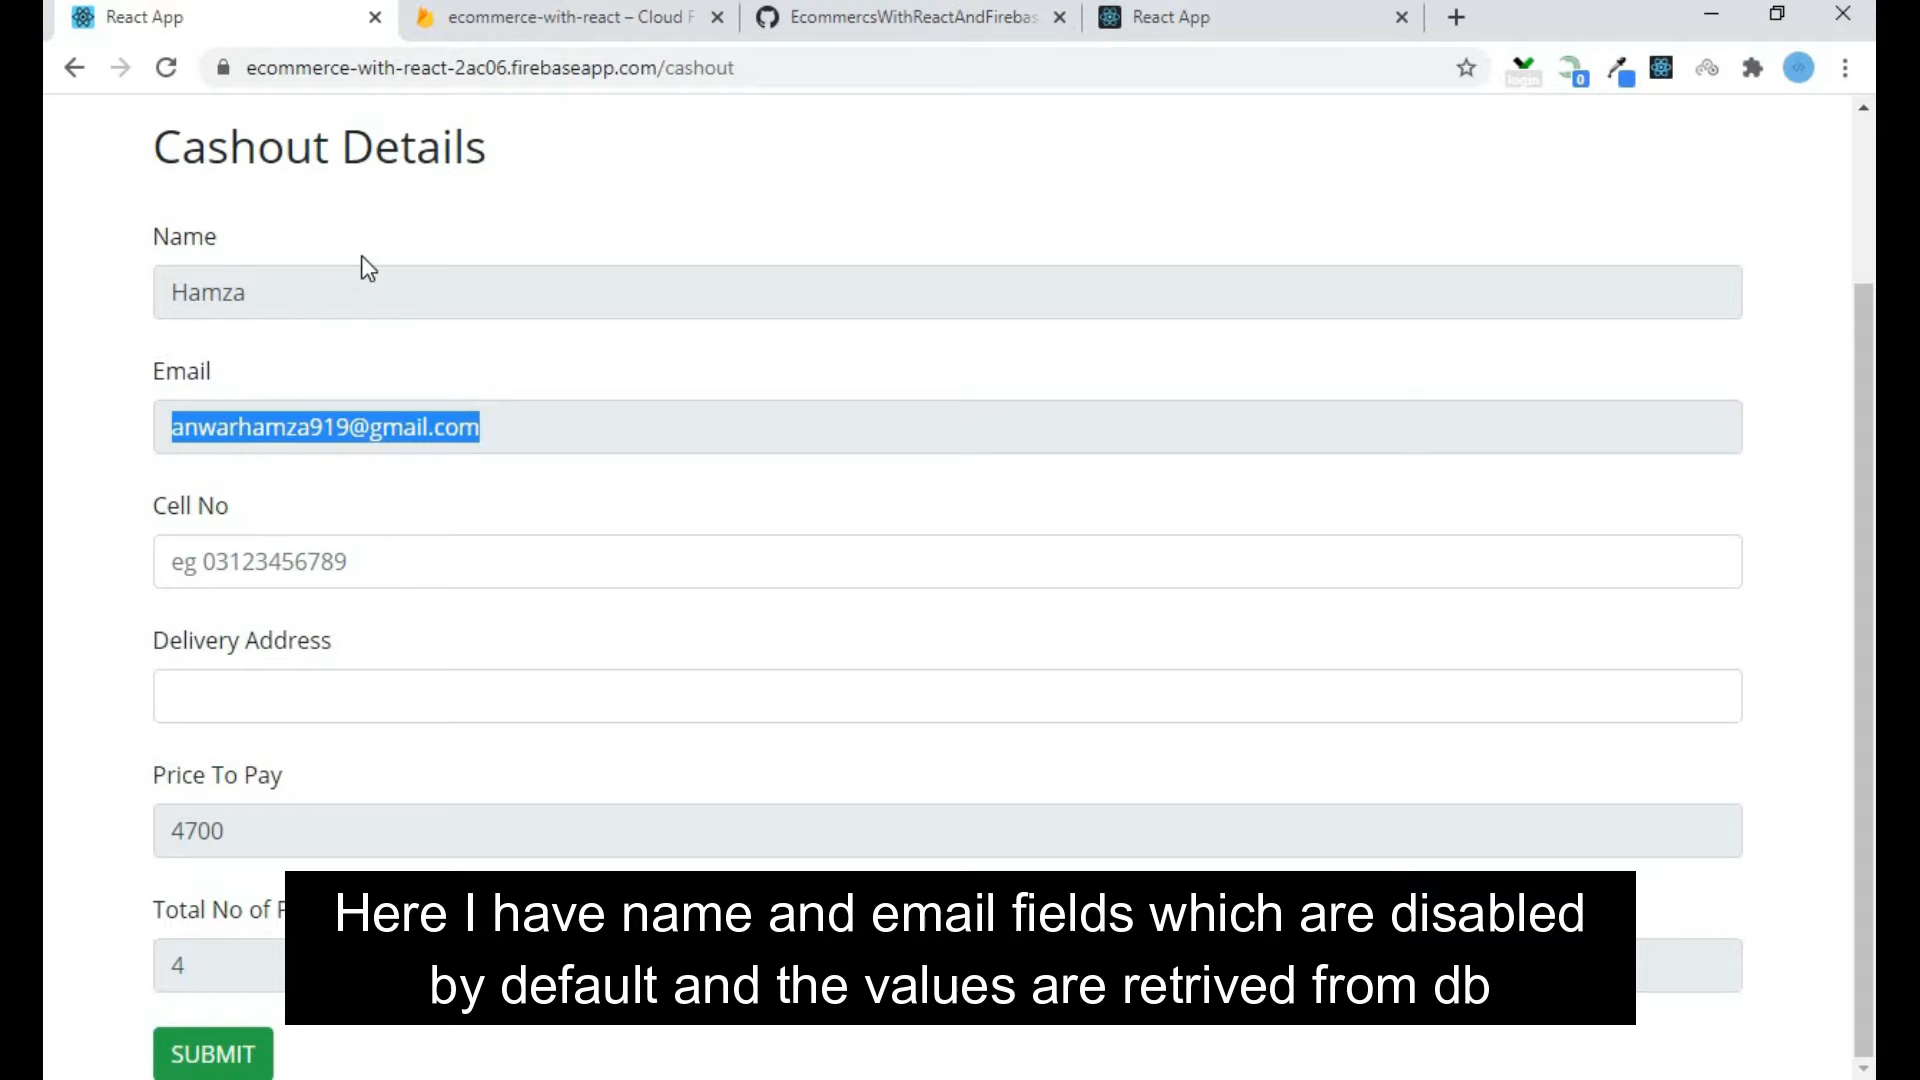 React App
ecommerce-with-react – Cloud F
EcommercsWithReactAndFirebas
React App
ecommerce-with-react-2ac06.firebaseapp.com/cashout
login
0
Cashout Details
Name
Hamza
Email
anwarhamza919@gmail.com
Cell No
eg 03123456789
Delivery Address
Price To Pay
4700
Total No of
4
Here I have name and email fields which are disabled
by default and the values are retrived from db
SUBMIT